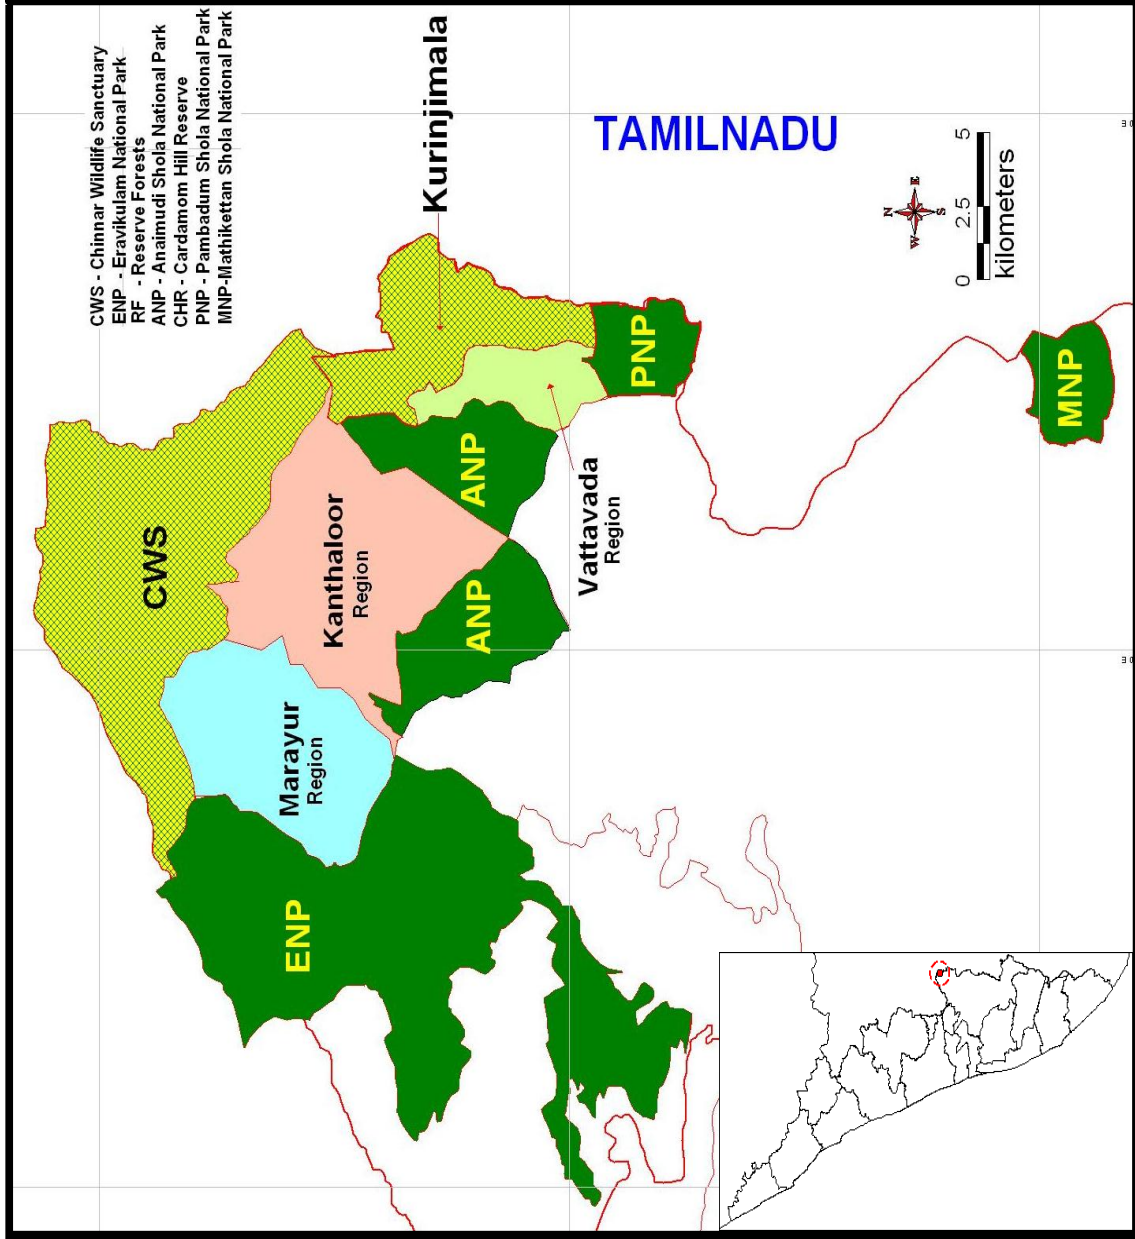 CWS - Chinnar Wildlife Sanctuary
ENP - Eravikulam National Park
RF - Reserve Forests
ANP - Anaimudi Shola National Park
CHR - Cardamom Hill Reserve
PNP - Pambadum Shola National Park
MNP-Mathikettan Shola National Park
Kurinjimala
TAMILNADU
N
W
E
S
0 2.5 5
kilometers
CWS
Kanthaloor
Region
Marayur
Region
ENP
ANP
ANP
Vattavada
Region
PNP
MNP